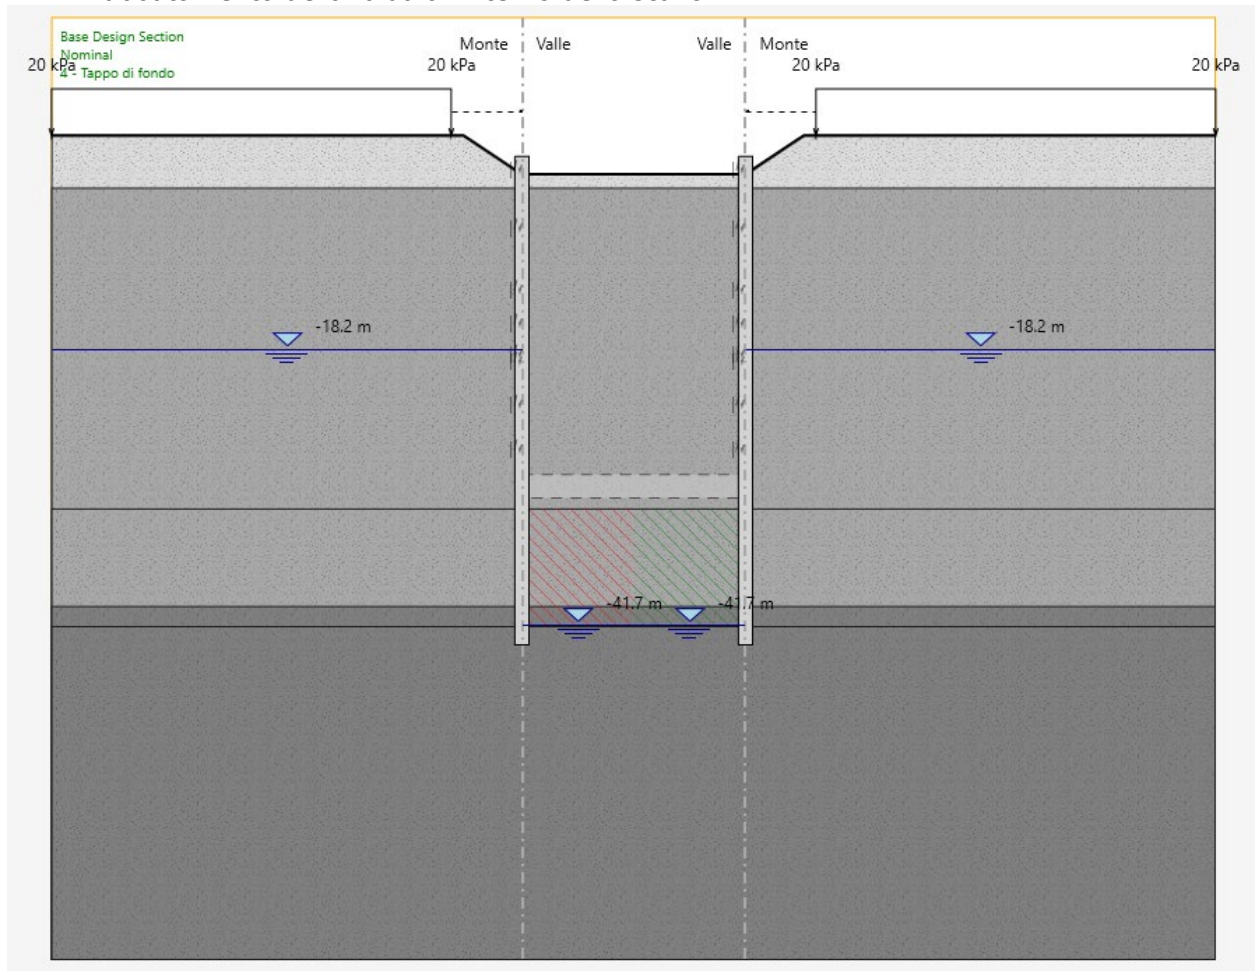 Base Design Section
Nominal
4 - Tappo di fondo
Monte
Valle
Valle
Monte
20 kPa
20 kPa
20 kPa
20 kPa
-18.2 m
-18.2 m
-41.7 m
-41.7 m